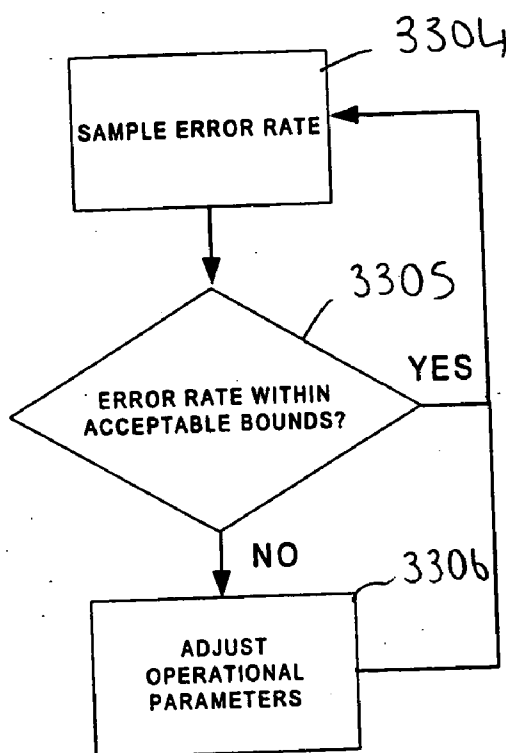 3304
SAMPLE ERROR RATE
3305
ERROR RATE WITHIN
ACCEPTABLE BOUNDS?
YES
NO
3306
ADJUST
OPERATIONAL
PARAMETERS